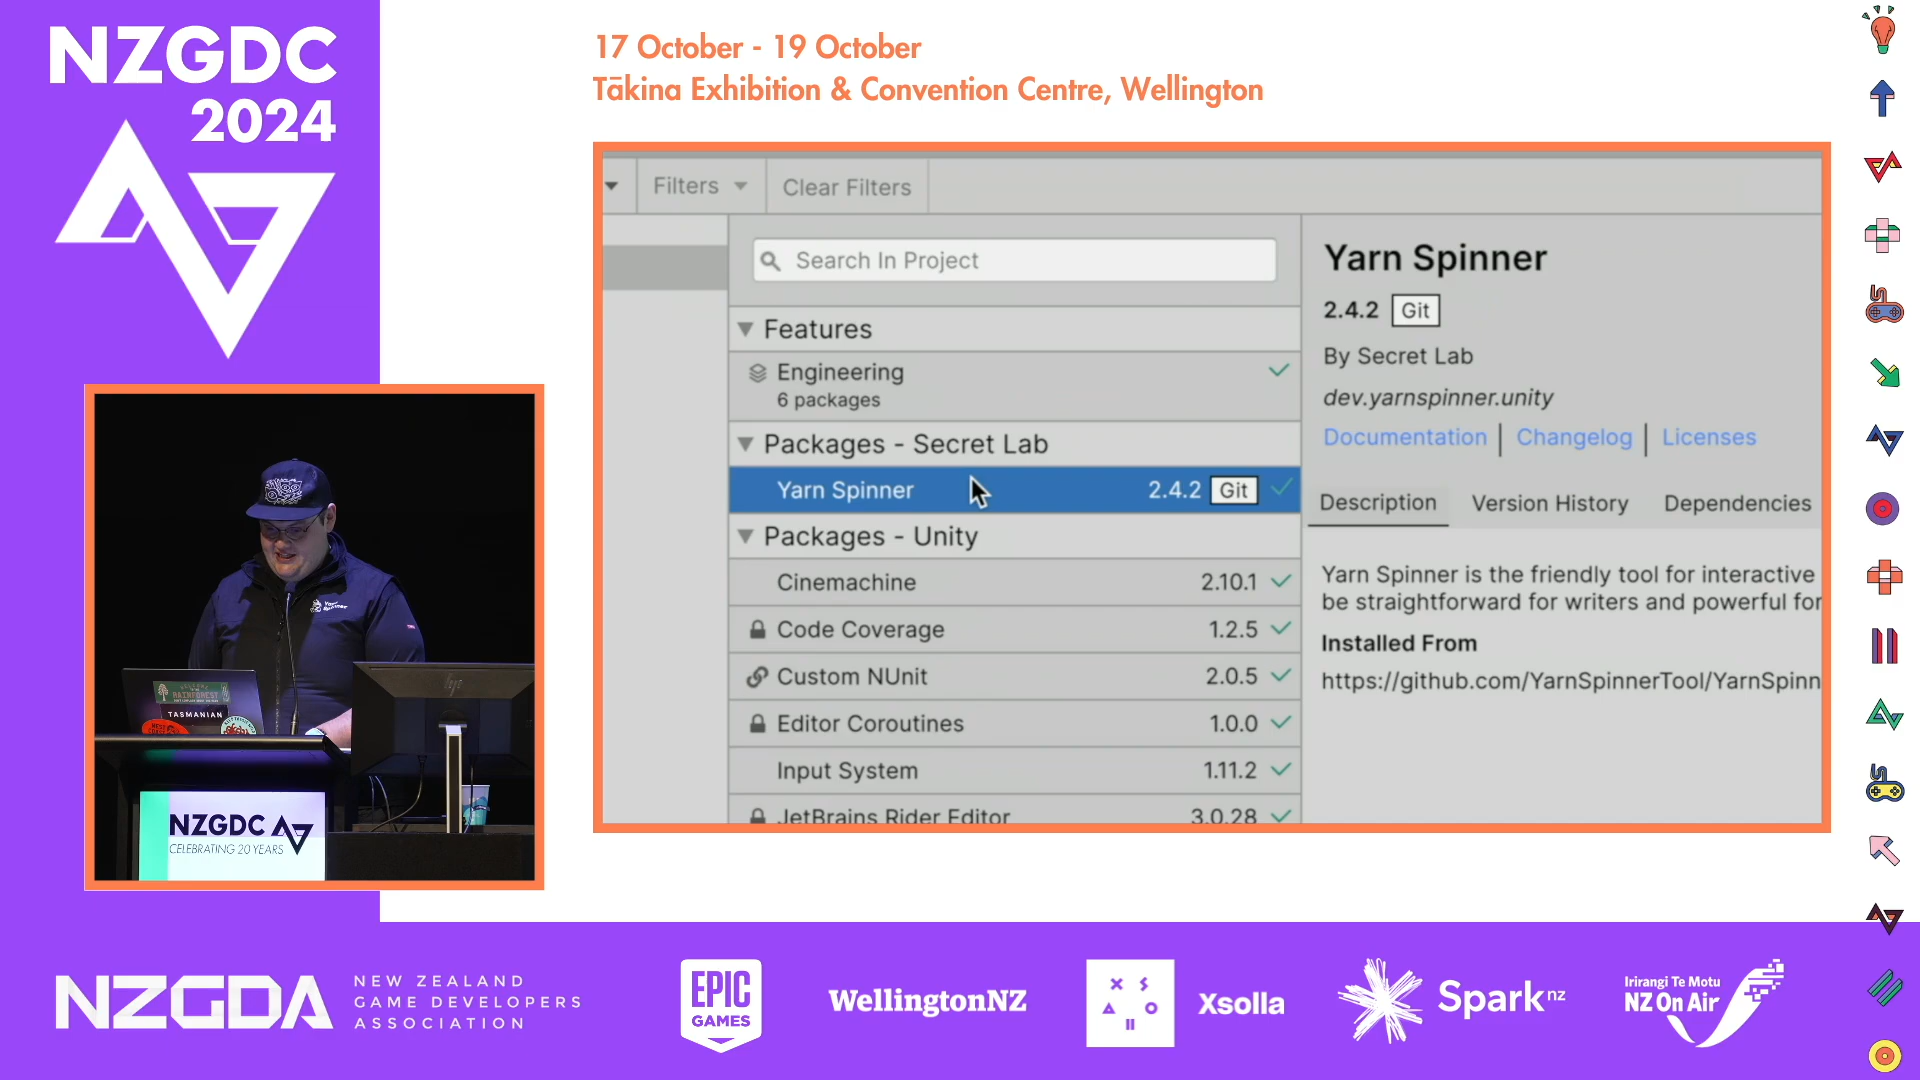 NZGDC
2024
17 October - 19 October
Tākina Exhibition & Convention Centre, Wellington
Filters
Clear Filters
Search In Project
Features
Engineering
6 packages
Packages - Secret Lab
Yarn Spinner 2.4.2 Git
Packages - Unity
Cinemachine 2.10.1
Code Coverage 1.2.5
Custom NUnit 2.0.5
Editor Coroutines 1.0.0
Input System 1.11.2
JetBrains Rider Editor 3.0.28
Yarn Spinner
2.4.2 Git
By Secret Lab
dev.yarnspinner.unity
Documentation Changelog Licenses
Description Version History Dependencies
Yarn Spinner is the friendly tool for interactive
be straightforward for writers and powerful for
Installed From
https://github.com/YarnSpinnerTool/YarnSpinn
Yarn
Spinner
hp
RAINFOREST
TASMANIAN
NZGDC
CELEBRATING 20 YEARS
NZGDA
NEW ZEALAND
GAME DEVELOPERS
ASSOCIATION
EPIC
GAMES
WellingtonNZ
Xsolla
Spark nz
Irirangi Te Motu
NZ On Air